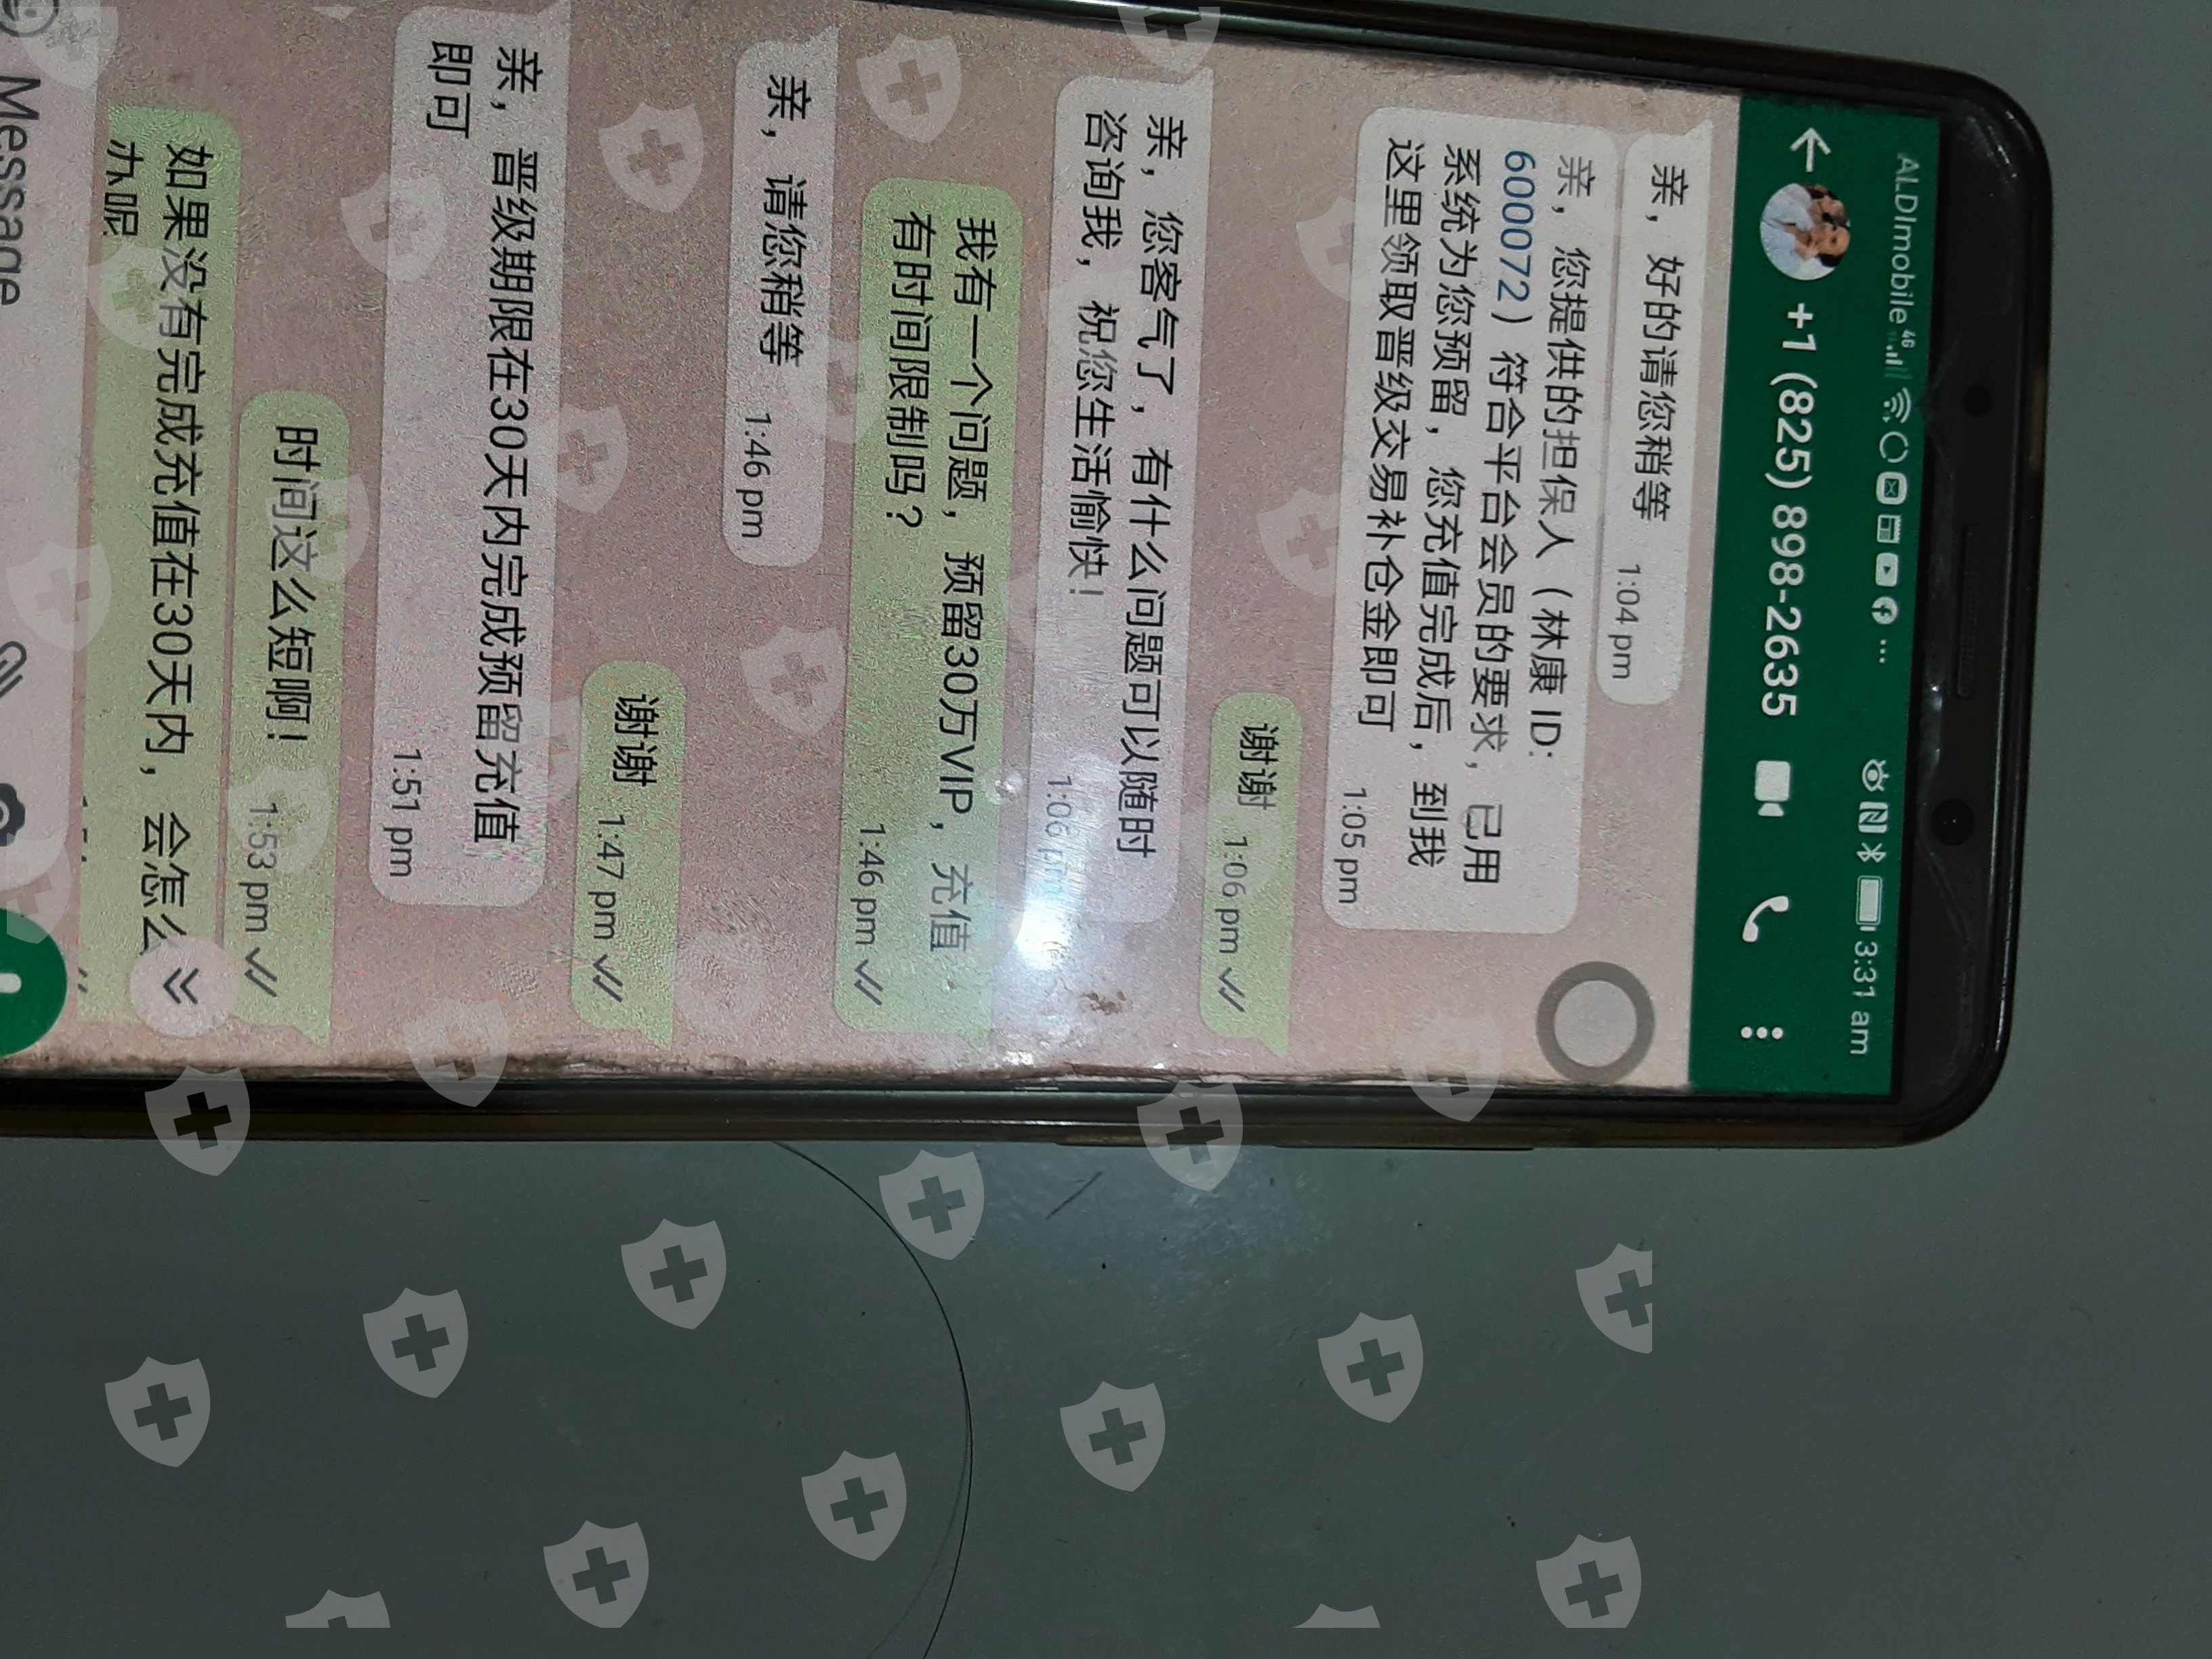 ALDImobile 4G 3:31 am
+1 (825) 898-2635
亲，好的请您稍等 1:04 pm
亲，您提供的担保人（林康 ID:
600072）符合平台会员的要求，已用
系统为您预留，您充值完成后，到我
这里领取晋级交易补仓金即可 1:05 pm
谢谢 1:06 pm
亲，您客气了，有什么问题可以随时
咨询我，祝您生活愉快！ 1:06 pm
我有一个问题，预留30万VIP，充值
有时间限制吗？ 1:46 pm
亲，请您稍等 1:46 pm
谢谢 1:47 pm
亲，晋级期限在30天内完成预留充值
即可 1:51 pm
时间这么短啊！ 1:53 pm
如果没有完成充值在30天内，会怎么
办呢
Message